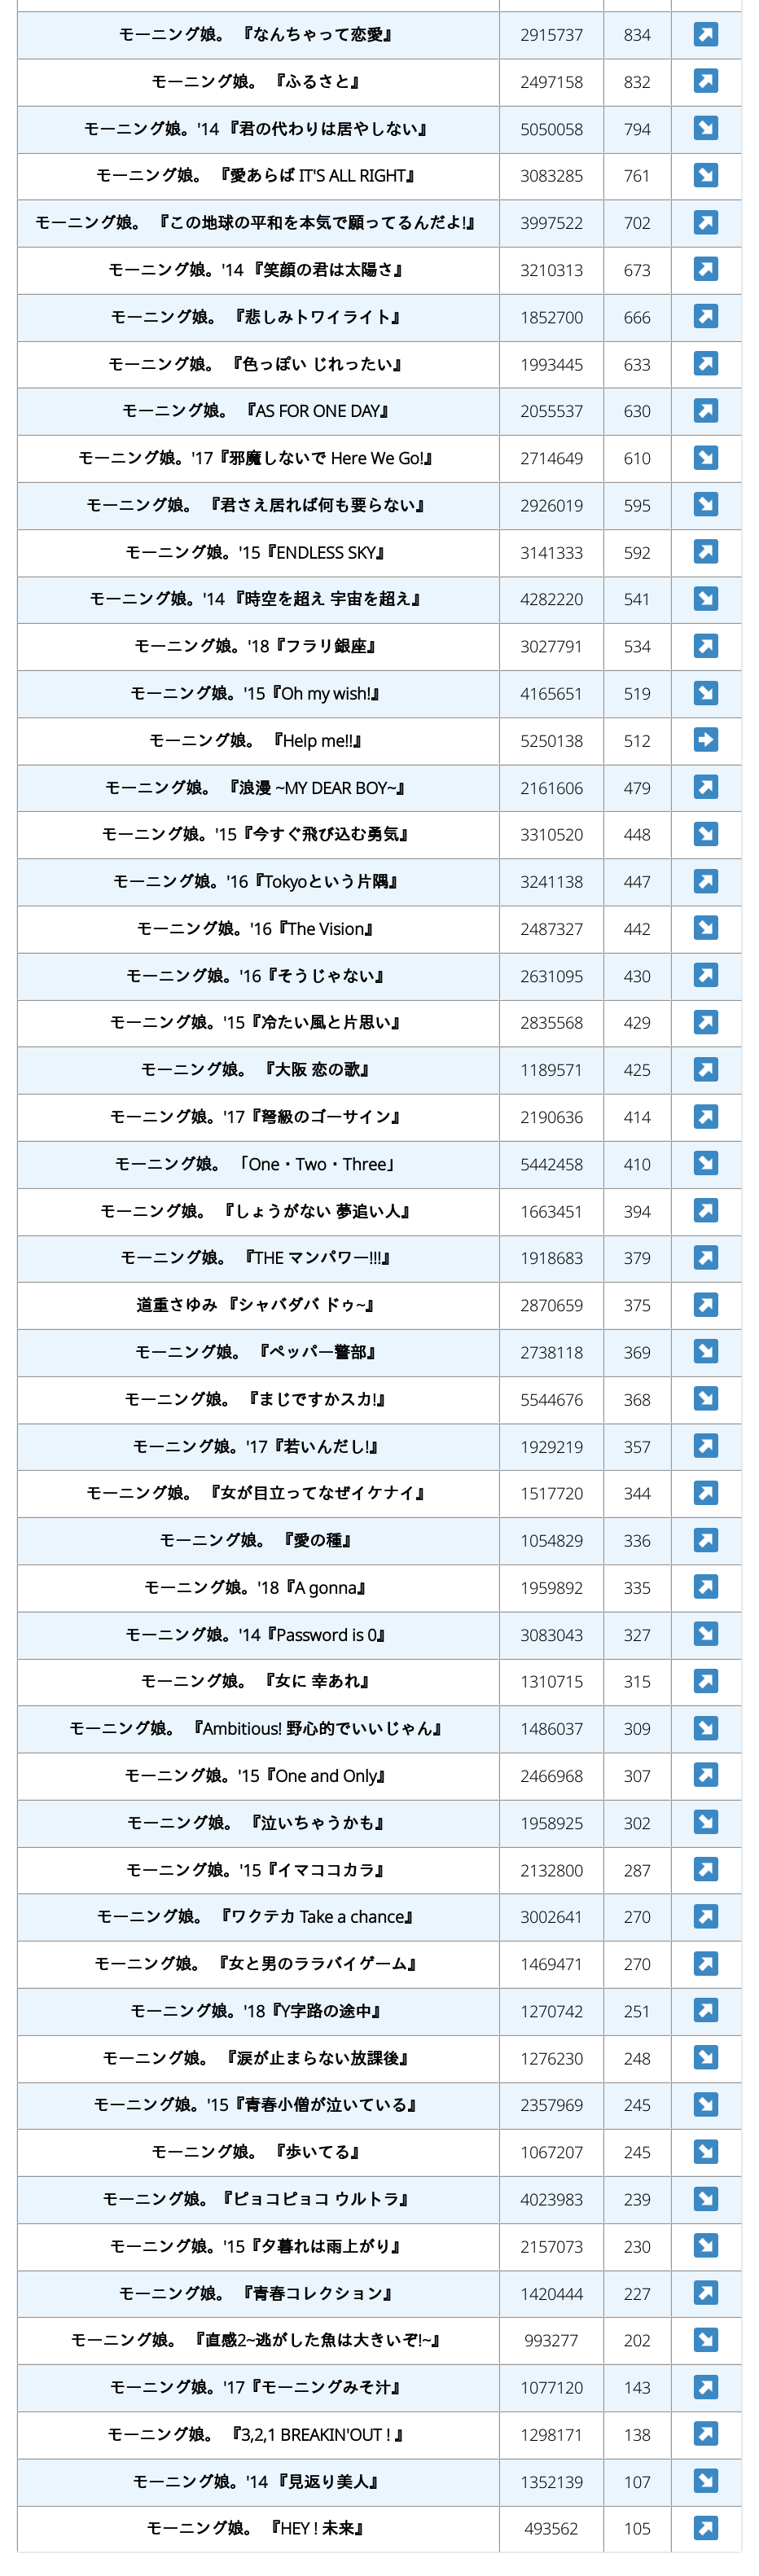 モーニング娘。 『なんちゃって恋愛』 2915737 834 ↗
モーニング娘。 『ふるさと』 2497158 832 ↗
モーニング娘。'14 『君の代わりは居やしない』 5050058 794 ↘
モーニング娘。 『愛あらば IT'S ALL RIGHT』 3083285 761 ↘
モーニング娘。 『この地球の平和を本気で願ってるんだよ!』 3997522 702 ↗
モーニング娘。'14 『笑顔の君は太陽さ』 3210313 673 ↗
モーニング娘。 『悲しみトワイライト』 1852700 666 ↗
モーニング娘。 『色っぽい じれったい』 1993445 633 ↗
モーニング娘。 『AS FOR ONE DAY』 2055537 630 ↗
モーニング娘。'17『邪魔しないで Here We Go!』 2714649 610 ↘
モーニング娘。 『君さえ居れば何も要らない』 2926019 595 ↘
モーニング娘。'15『ENDLESS SKY』 3141333 592 ↗
モーニング娘。'14 『時空を超え 宇宙を超え』 4282220 541 ↘
モーニング娘。'18『フラリ銀座』 3027791 534 ↗
モーニング娘。'15『Oh my wish!』 4165651 519 ↘
モーニング娘。 『Help me!!』 5250138 512 ➡
モーニング娘。 『浪漫 ~MY DEAR BOY~』 2161606 479 ↗
モーニング娘。'15『今すぐ飛び込む勇気』 3310520 448 ↘
モーニング娘。'16『Tokyoという片隅』 3241138 447 ↗
モーニング娘。'16『The Vision』 2487327 442 ↘
モーニング娘。'16『そうじゃない』 2631095 430 ↗
モーニング娘。'15『冷たい風と片思い』 2835568 429 ↗
モーニング娘。 『大阪 恋の歌』 1189571 425 ↗
モーニング娘。'17『弩級のゴーサイン』 2190636 414 ↗
モーニング娘。 「One・Two・Three」 5442458 410 ↘
モーニング娘。 『しょうがない 夢追い人』 1663451 394 ↗
モーニング娘。 『THE マンパワー!!!』 1918683 379 ↗
道重さゆみ 『シャバダバ ドゥ~』 2870659 375 ↗
モーニング娘。 『ペッパー警部』 2738118 369 ↘
モーニング娘。 『まじですかスカ!』 5544676 368 ↘
モーニング娘。'17『若いんだし!』 1929219 357 ↗
モーニング娘。 『女が目立ってなぜイケナイ』 1517720 344 ↗
モーニング娘。 『愛の種』 1054829 336 ↗
モーニング娘。'18『A gonna』 1959892 335 ↗
モーニング娘。'14『Password is 0』 3083043 327 ↘
モーニング娘。 『女に 幸あれ』 1310715 315 ↗
モーニング娘。 『Ambitious! 野心的でいいじゃん』 1486037 309 ↘
モーニング娘。'15『One and Only』 2466968 307 ↗
モーニング娘。 『泣いちゃうかも』 1958925 302 ↘
モーニング娘。'15『イマココカラ』 2132800 287 ↗
モーニング娘。 『ワクテカ Take a chance』 3002641 270 ↗
モーニング娘。 『女と男のララバイゲーム』 1469471 270 ↗
モーニング娘。'18『Y字路の途中』 1270742 251 ↗
モーニング娘。 『涙が止まらない放課後』 1276230 248 ↘
モーニング娘。'15『青春小僧が泣いている』 2357969 245 ↘
モーニング娘。 『歩いてる』 1067207 245 ↘
モーニング娘。『ピョコピョコ ウルトラ』 4023983 239 ↘
モーニング娘。'15『夕暮れは雨上がり』 2157073 230 ↘
モーニング娘。 『青春コレクション』 1420444 227 ↗
モーニング娘。 『直感2~逃がした魚は大きいぞ!~』 993277 202 ↘
モーニング娘。'17『モーニングみそ汁』 1077120 143 ↗
モーニング娘。 『3,2,1 BREAKIN'OUT ! 』 1298171 138 ↗
モーニング娘。'14 『見返り美人』 1352139 107 ↘
モーニング娘。 『HEY ! 未来』 493562 105 ↗